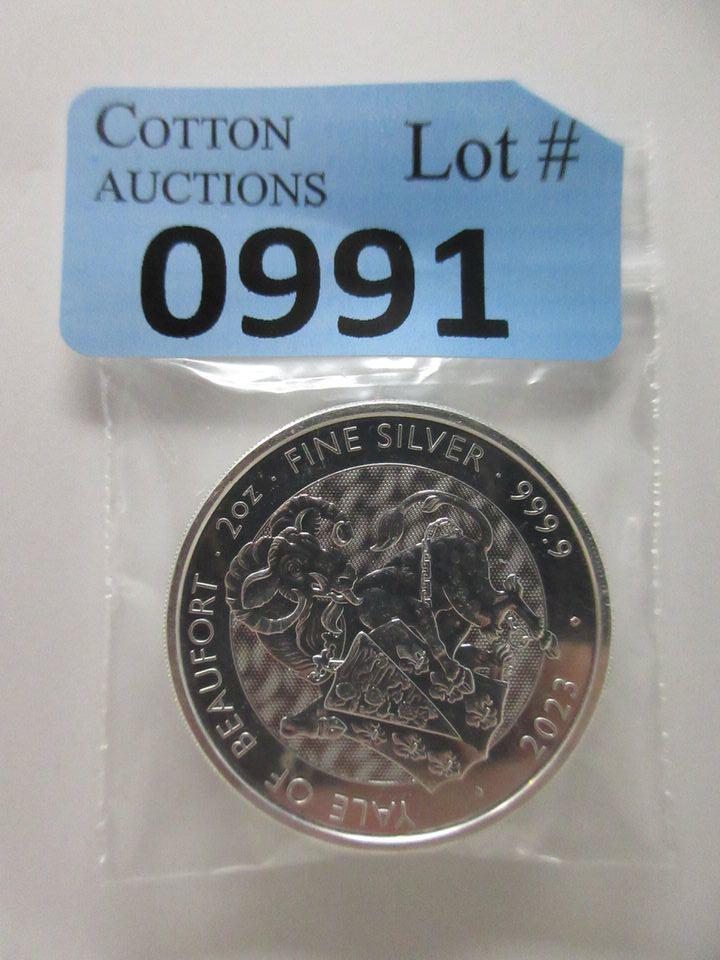 COTTON
AUCTIONS
Lot #
0991
YALE OF BEAUFORT · 2oz · FINE SILVER · 999.9
2023